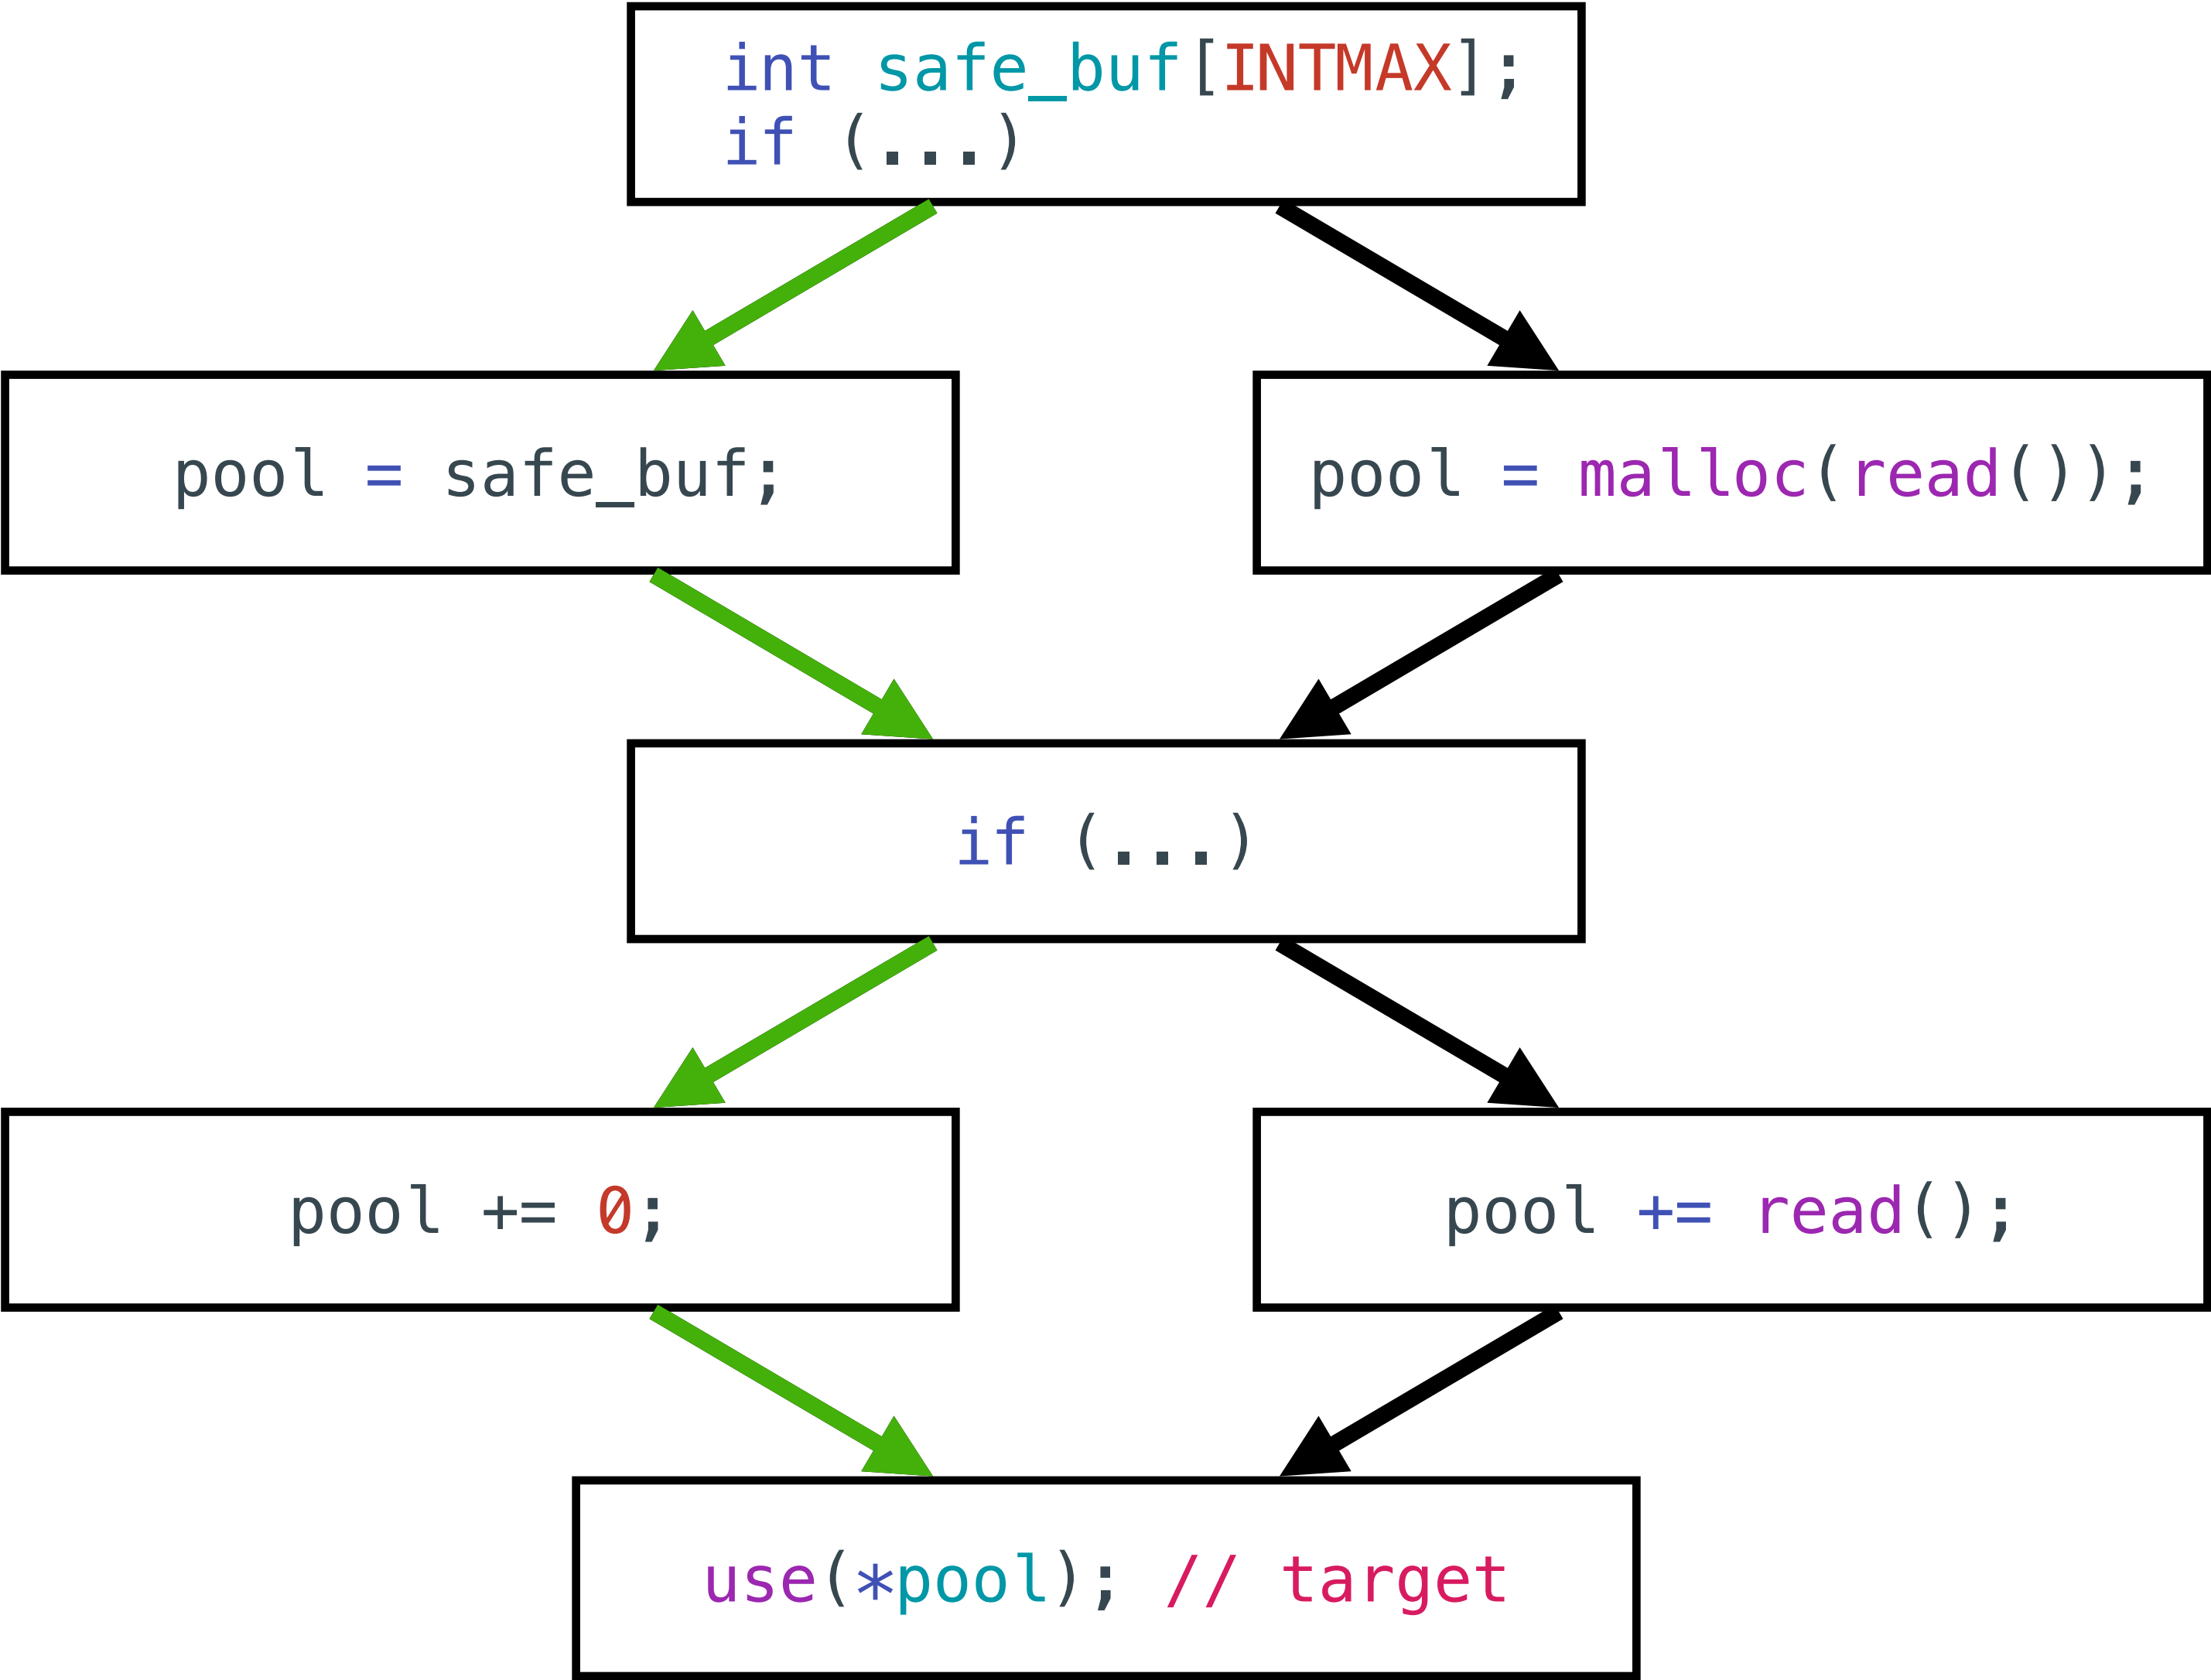 int safe_buf[INTMAX];
if (...)
pool = safe_buf;
pool = malloc(read());
if (...)
pool += 0;
pool += read();
use(*pool); // target